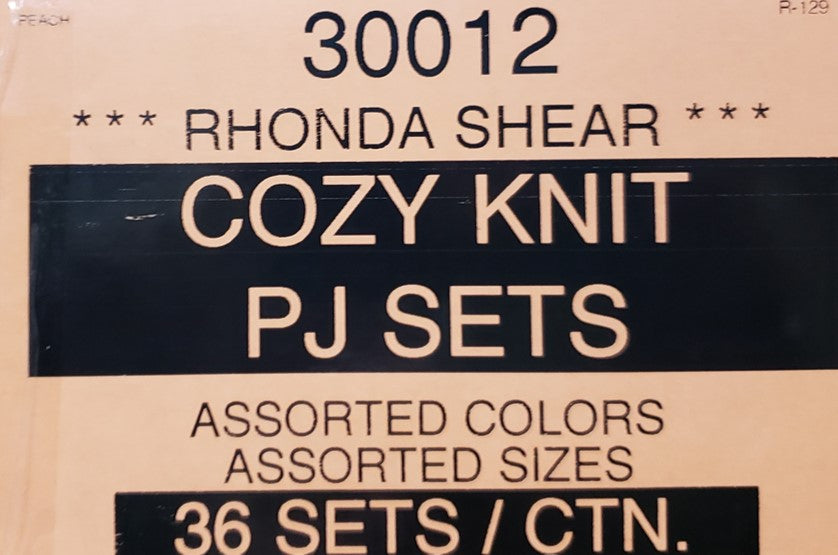 PEACH
R-129
30012
*** RHONDA SHEAR ***
COZY KNIT
PJ SETS
ASSORTED COLORS
ASSORTED SIZES
36 SETS / CTN.